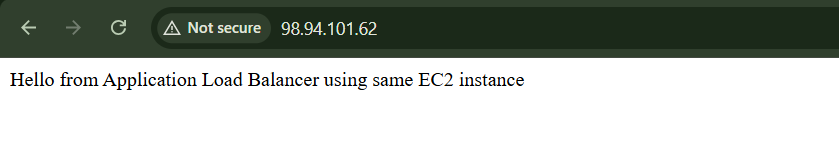 Not secure 98.94.101.62
Hello from Application Load Balancer using same EC2 instance